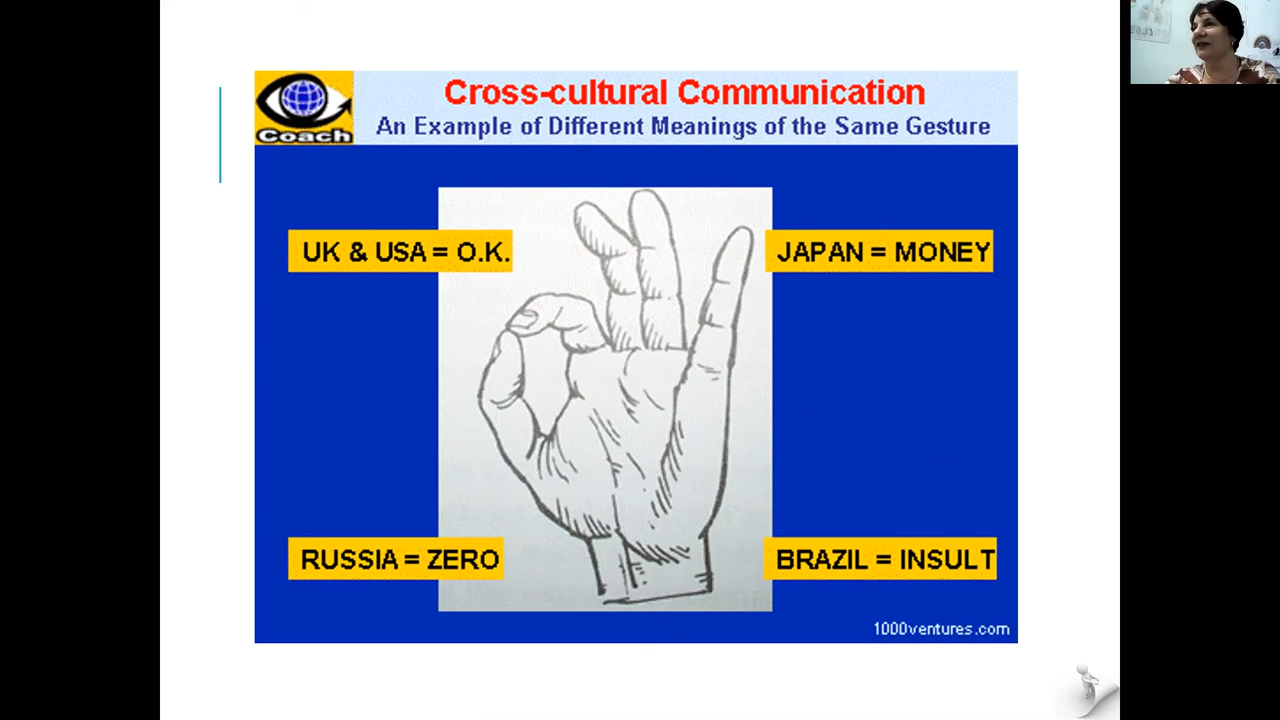 Cross-cultural Communication
An Example of Different Meanings of the Same Gesture
Coach
UK & USA = O.K.
JAPAN = MONEY
RUSSIA = ZERO
BRAZIL = INSULT
1000ventures.com